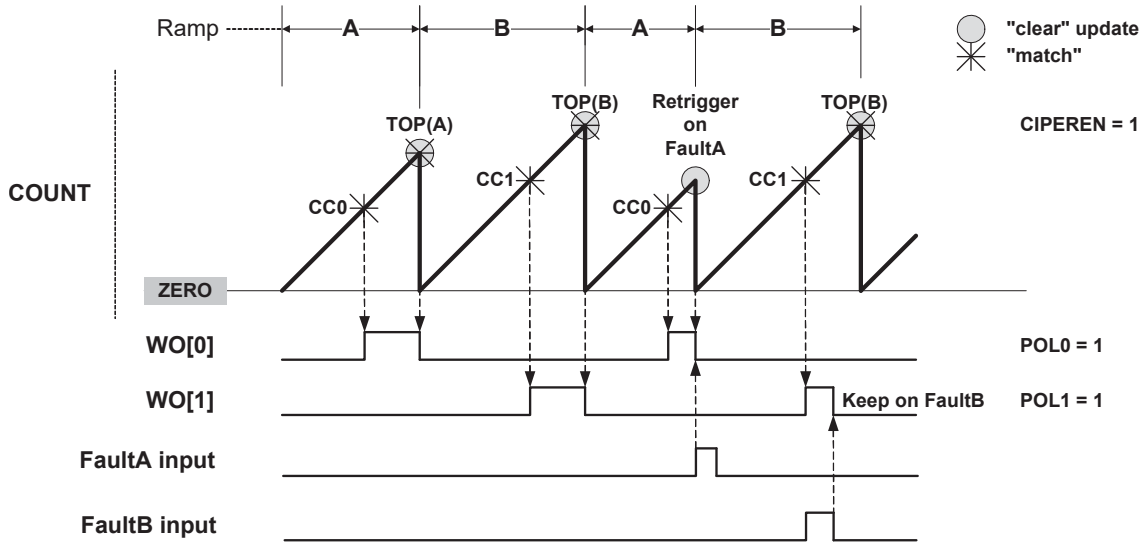 Ramp
A
B
A
B
"clear" update
"match"
TOP(A)
TOP(B)
Retrigger
on
FaultA
TOP(B)
CIPEREN = 1
COUNT
CC0
CC1
CC0
CC1
ZERO
WO[0]
POL0 = 1
WO[1]
Keep on FaultB
POL1 = 1
FaultA input
FaultB input